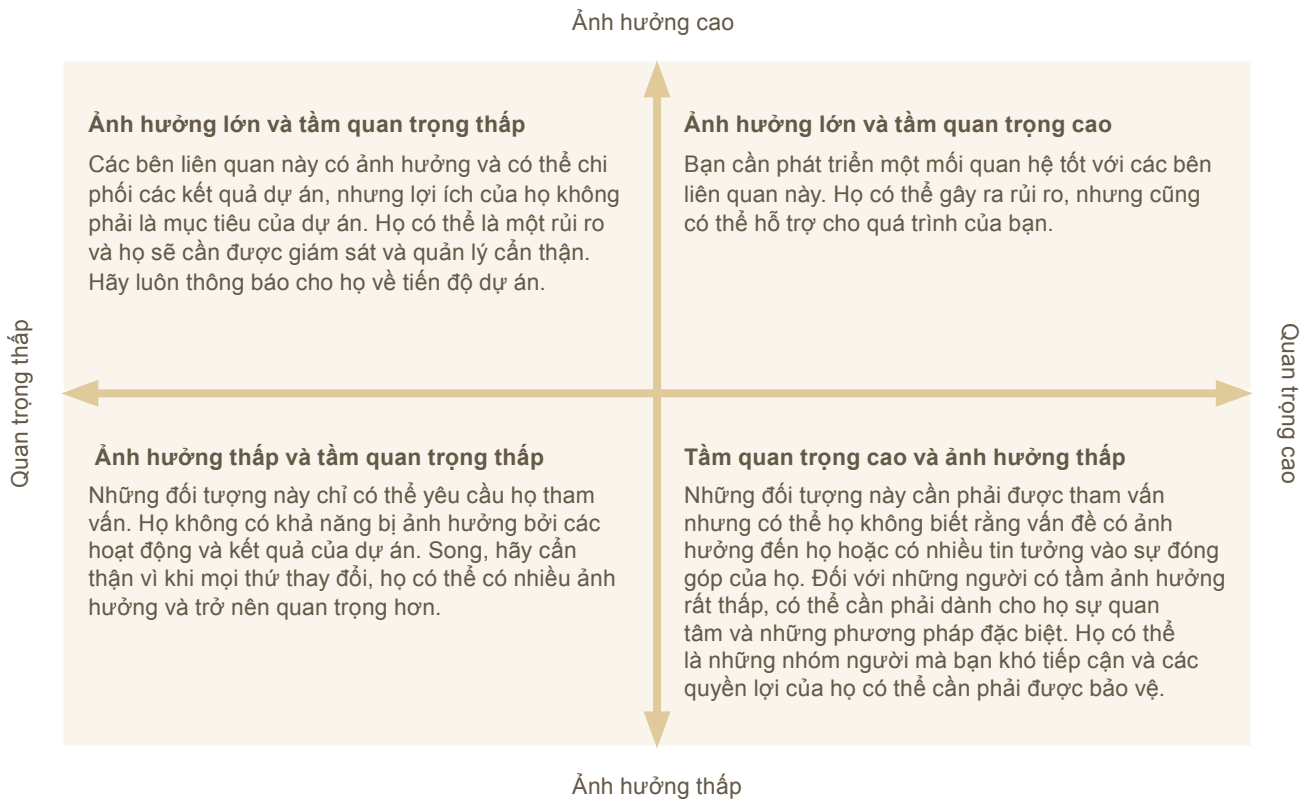 Ảnh hưởng cao
Ảnh hưởng lớn và tầm quan trọng thấp
Các bên liên quan này có ảnh hưởng và có thể chi
phối các kết quả dự án, nhưng lợi ích của họ không
phải là mục tiêu của dự án. Họ có thể là một rủi ro
và họ sẽ cần được giám sát và quản lý cẩn thận.
Hãy luôn thông báo cho họ về tiến độ dự án.
Ảnh hưởng lớn và tầm quan trọng cao
Bạn cần phát triển một mối quan hệ tốt với các bên
liên quan này. Họ có thể gây ra rủi ro, nhưng cũng
có thể hỗ trợ cho quá trình của bạn.
Quan trọng thấp
Quan trọng cao
Ảnh hưởng thấp và tầm quan trọng thấp
Những đối tượng này chỉ có thể yêu cầu họ tham
vấn. Họ không có khả năng bị ảnh hưởng bởi các
hoạt động và kết quả của dự án. Song, hãy cẩn
thận vì khi mọi thứ thay đổi, họ có thể có nhiều ảnh
hưởng và trở nên quan trọng hơn.
Tầm quan trọng cao và ảnh hưởng thấp
Những đối tượng này cần phải được tham vấn
nhưng có thể họ không biết rằng vấn đề có ảnh
hưởng đến họ hoặc có nhiều tin tưởng vào sự đóng
góp của họ. Đối với những người có tầm ảnh hưởng
rất thấp, có thể cần phải dành cho họ sự quan
tâm và những phương pháp đặc biệt. Họ có thể
là những nhóm người mà bạn khó tiếp cận và các
quyền lợi của họ có thể cần phải được bảo vệ.
Ảnh hưởng thấp